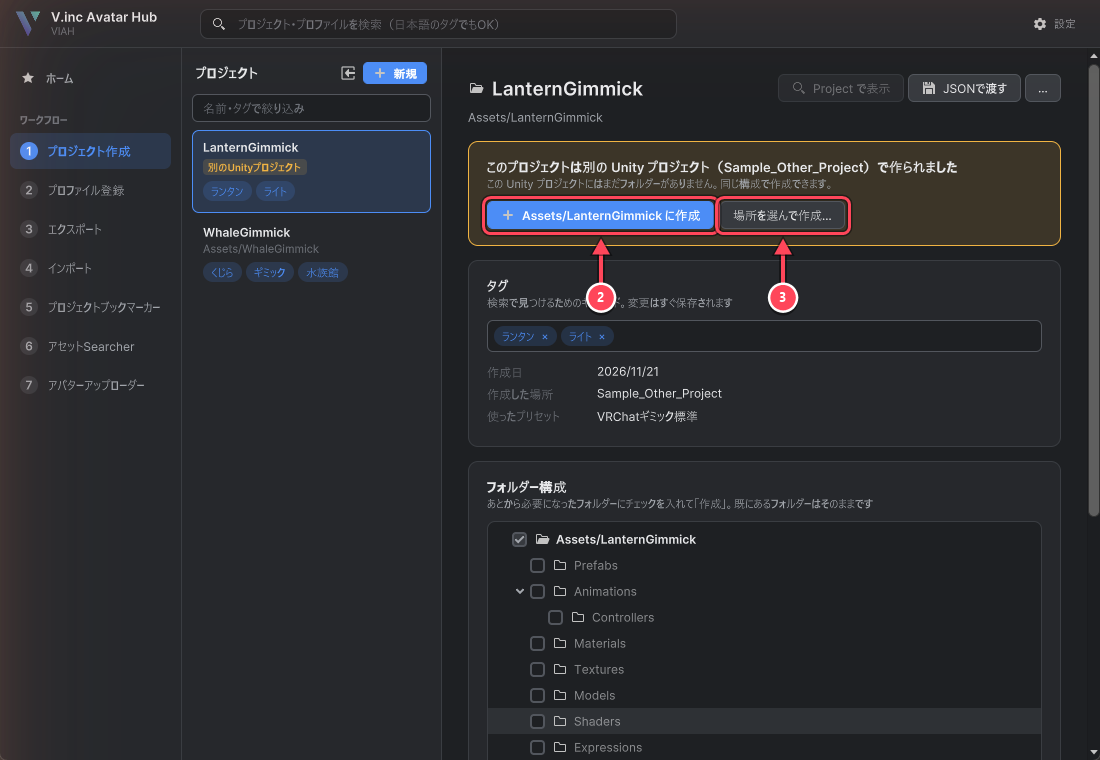 V.inc Avatar Hub
VIAH
プロジェクト・プロファイルを検索（日本語のタグでもOK）
設定
ホーム
ワークフロー
1 プロジェクト作成
2 プロファイル登録
3 エクスポート
4 インポート
5 プロジェクトブックマーカー
6 アセットSearcher
7 アバターアップローダー
プロジェクト
+ 新規
名前・タグで絞り込み
LanternGimmick
別のUnityプロジェクト
ランタン ライト
WhaleGimmick
Assets/WhaleGimmick
くじら ギミック 水族館
LanternGimmick
Project で表示
JSONで渡す
...
Assets/LanternGimmick
このプロジェクトは別の Unity プロジェクト（Sample_Other_Project）で作られました
この Unity プロジェクトにはまだフォルダーがありません。同じ構成で作成できます。
+ Assets/LanternGimmick に作成
場所を選んで作成...
2
3
タグ
検索で見つけるためのキ ド。変更はすぐ保存されます
ランタン × ライト ×
作成日 2026/11/21
作成した場所 Sample_Other_Project
使ったプリセット VRChatギミック標準
フォルダー構成
あとから必要になったフォルダーにチェックを入れて「作成」。既にあるフォルダーはそのままです
Assets/LanternGimmick
Prefabs
Animations
Controllers
Materials
Textures
Models
Shaders
Expressions